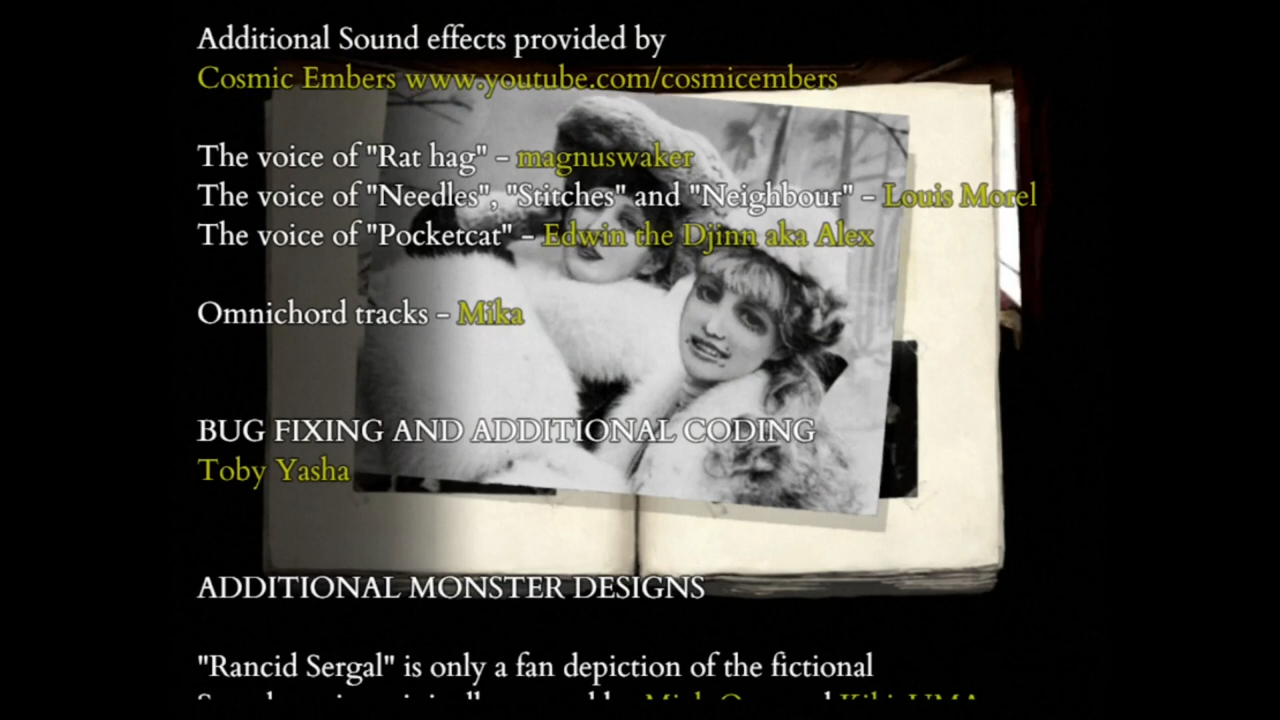 Additional Sound effects provided by
Cosmic Embers www.youtube.com/cosmicembers
The voice of "Rat hag" - magnuswaker
The voice of "Needles", "Stitches" and "Neighbour" - Louis Morel
The voice of "Pocketcat" - Edwin the Djinn aka Alex
Omnichord tracks - Mika
BUG FIXING AND ADDITIONAL CODING
Toby Yasha
ADDITIONAL MONSTER DESIGNS
"Rancid Sergal" is only a fan depiction of the fictional